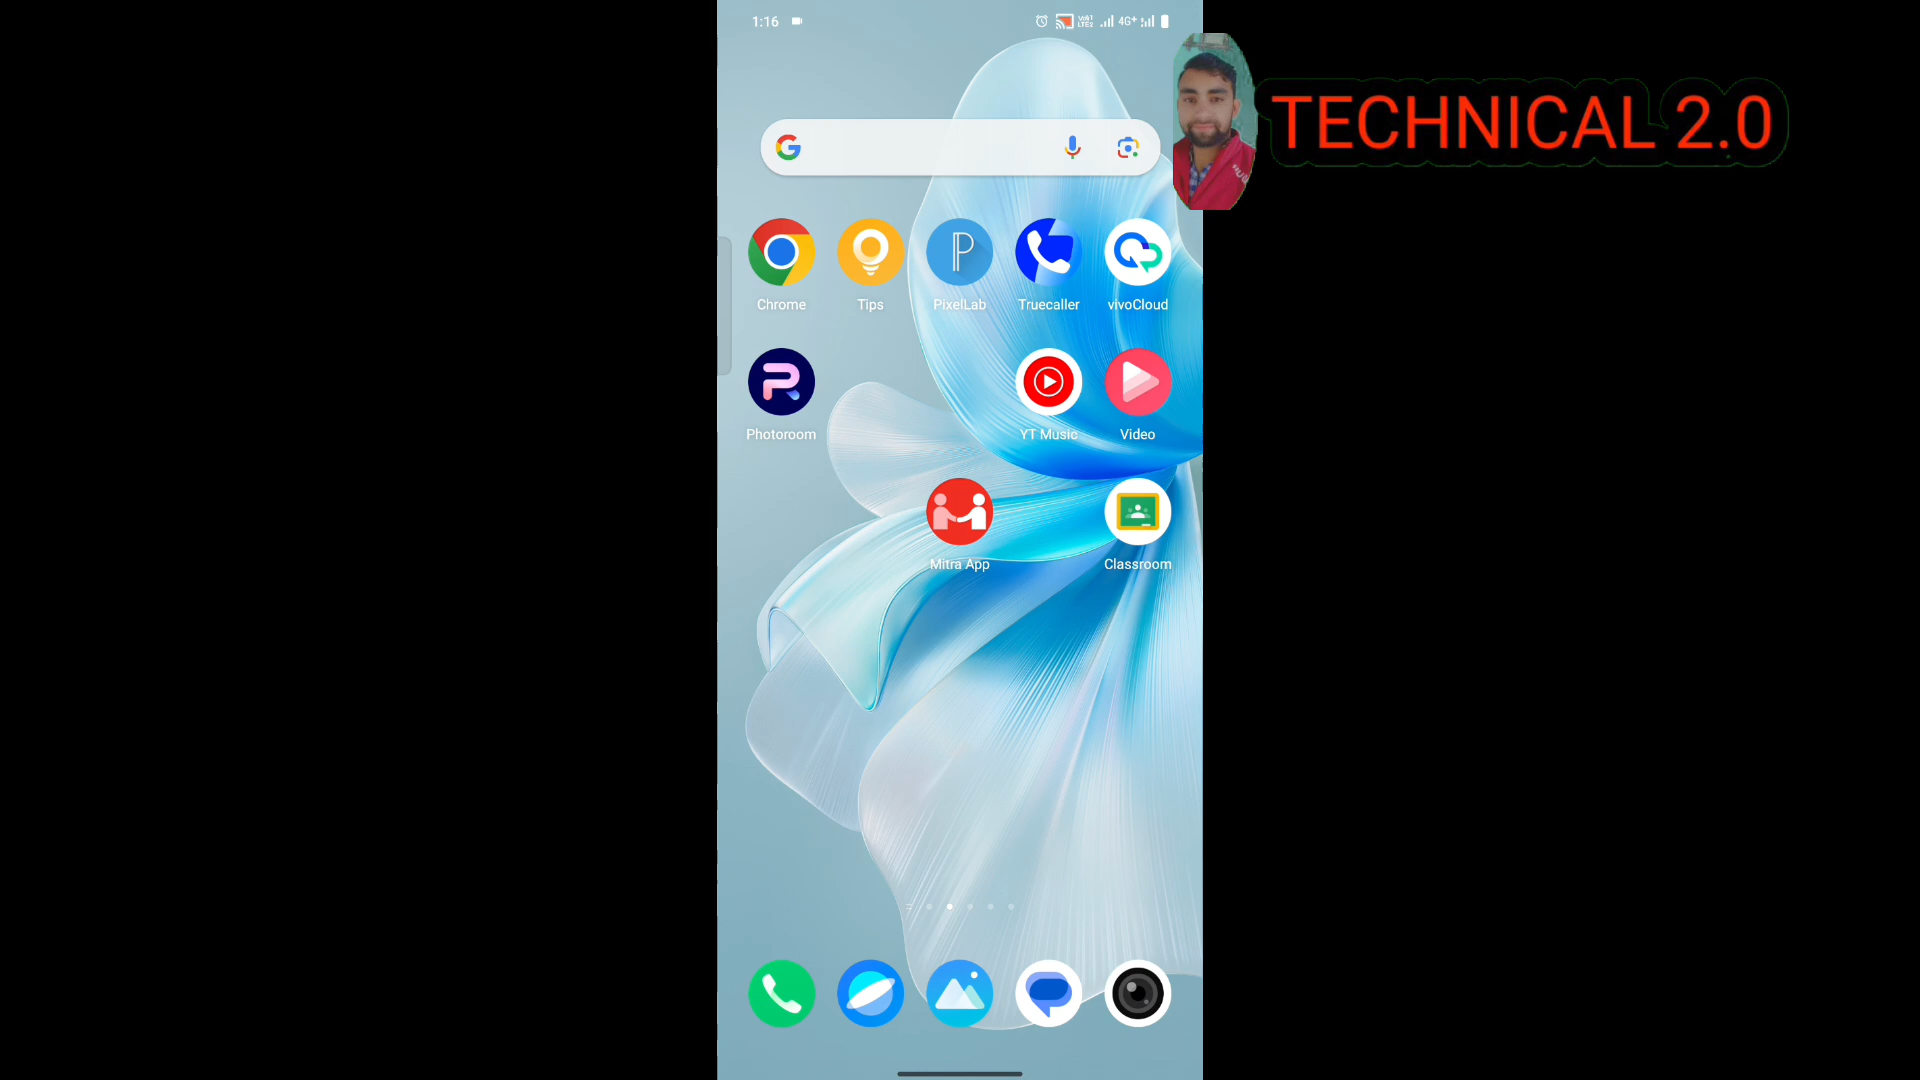 1:16
4G+
TECHNICAL 2.0
Chrome
Tips
PixelLab
Truecaller
vivoCloud
Photoroom
YT Music
Video
Mitra App
Classroom